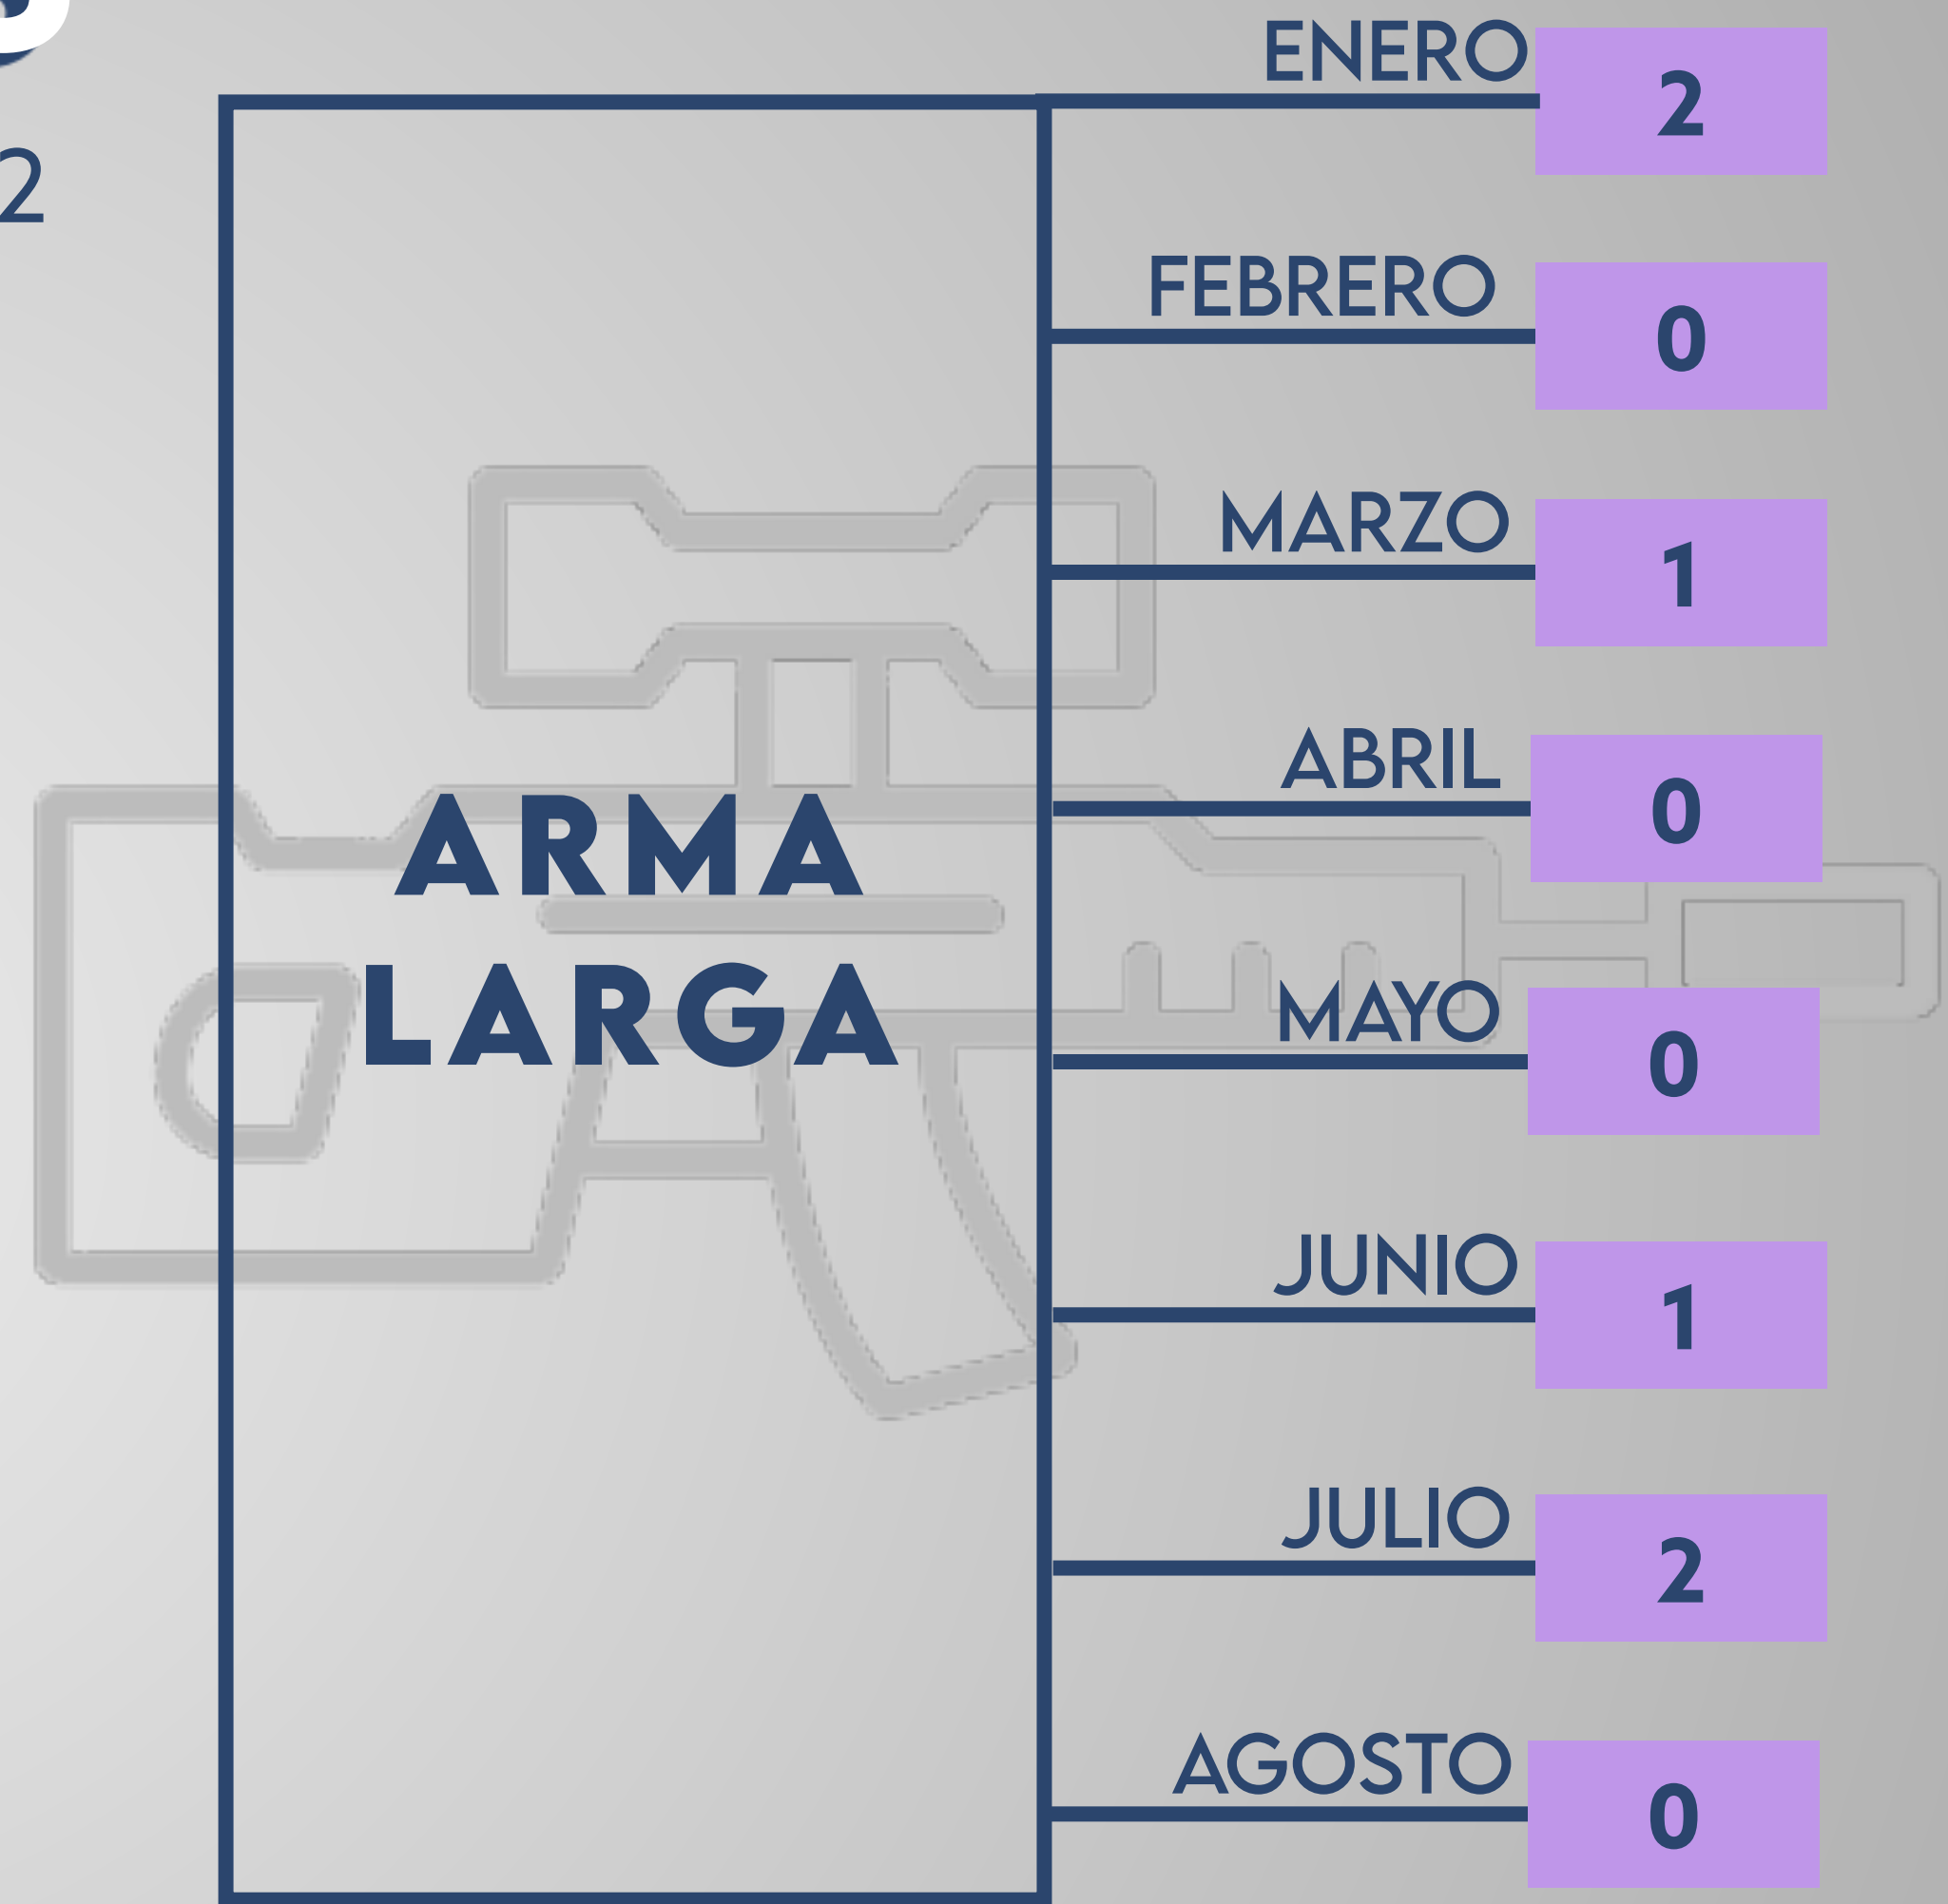 2
ARMA
LARGA
ENERO
2
FEBRERO
0
MARZO
1
ABRIL
0
MAYO
0
JUNIO
1
JULIO
2
AGOSTO
0